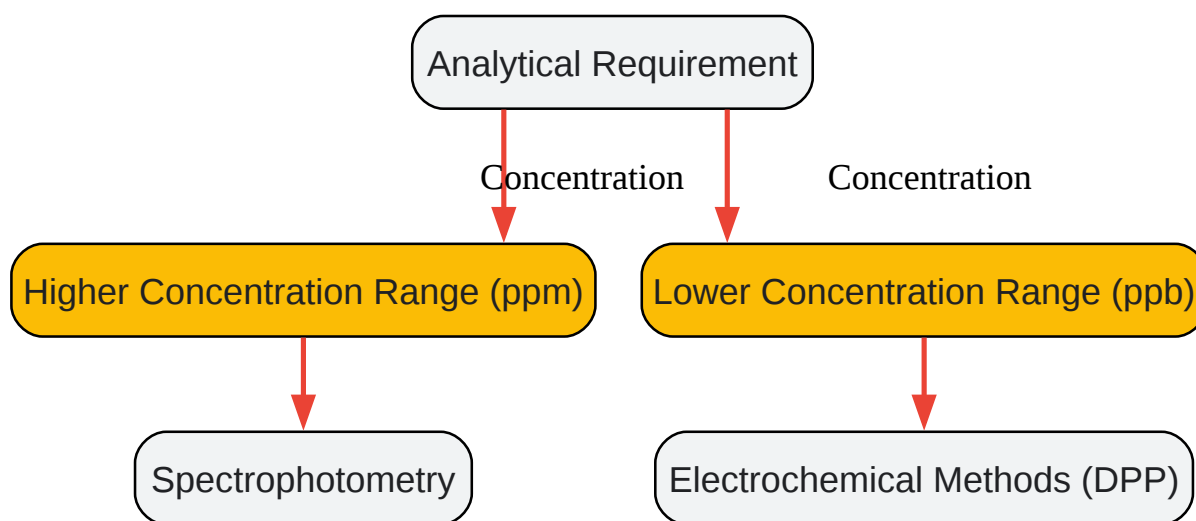 Analytical Requirement
Concentration
Concentration
Higher Concentration Range (ppm)
Lower Concentration Range (ppb)
Spectrophotometry
Electrochemical Methods (DPP)